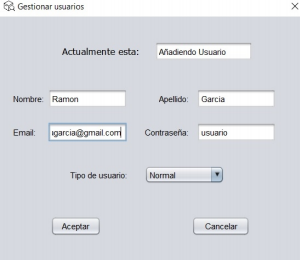 Gestionar usuarios
Actualmente esta: Añadiendo Usuario
Nombre: Ramon Apellido: Garcia
Email: garcia@gmail.com Contraseña: usuario
Tipo de usuario: Normal
Aceptar Cancelar